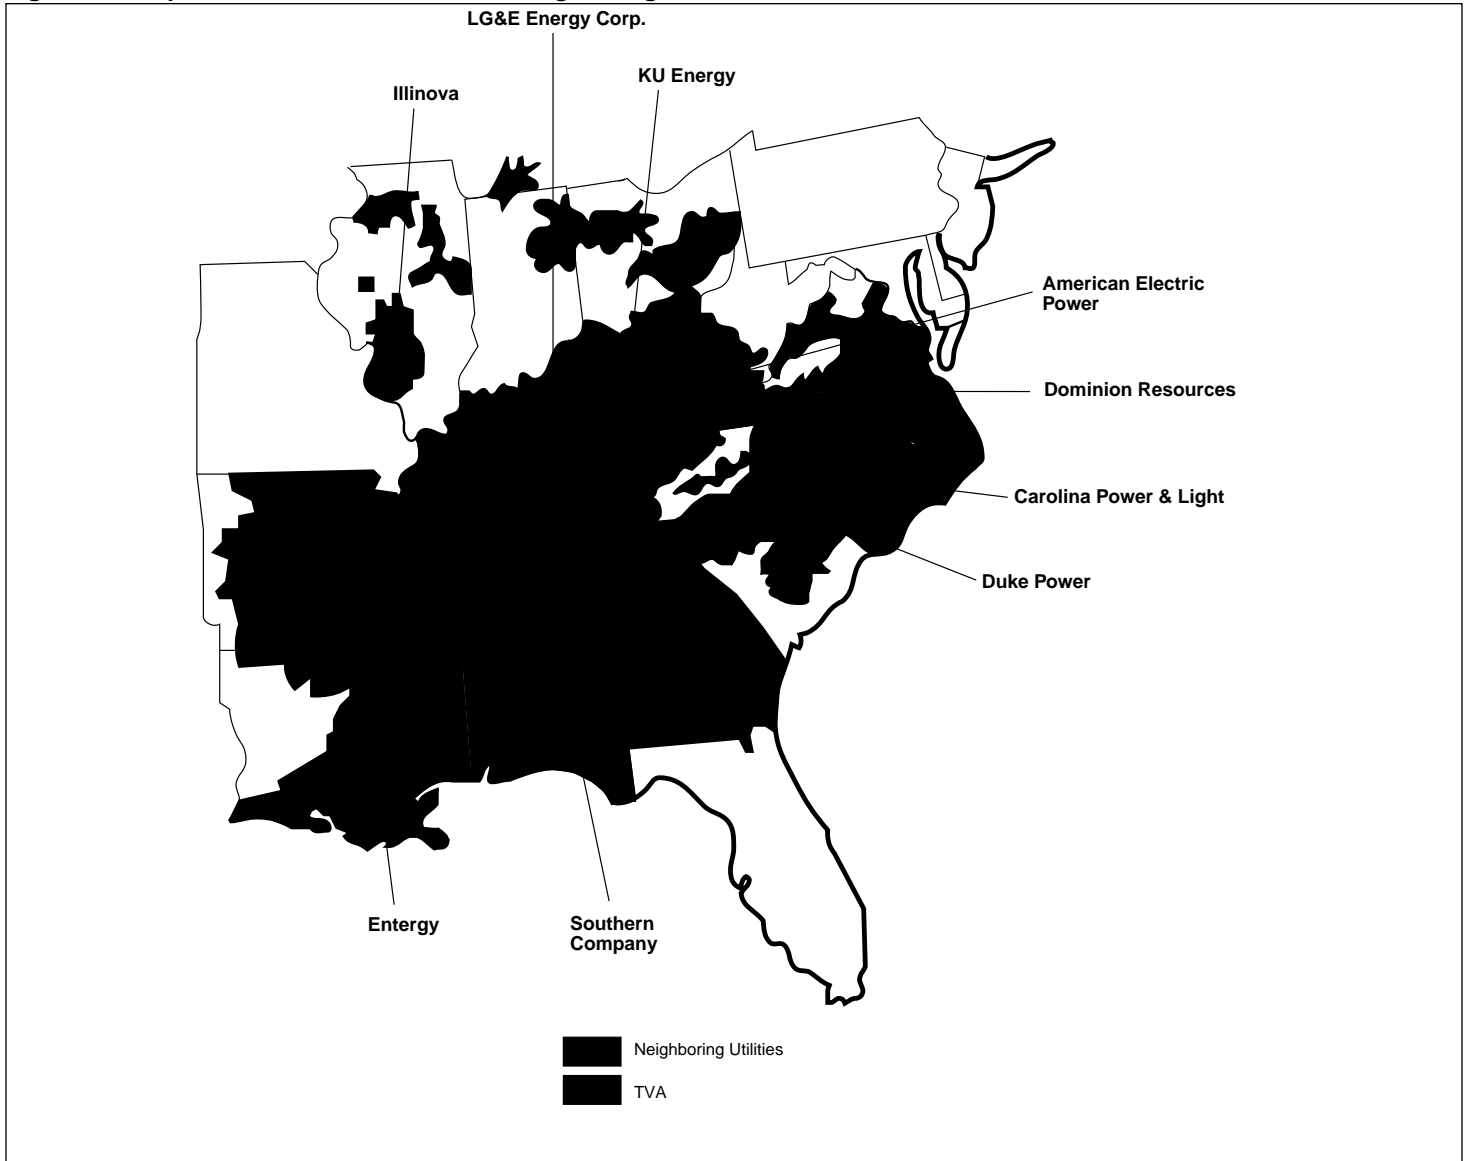 LG&E Energy Corp.
KU Energy
Illinova
American Electric
Power
Dominion Resources
Carolina Power & Light
Duke Power
Entergy
Southern
Company
Neighboring Utilities
TVA